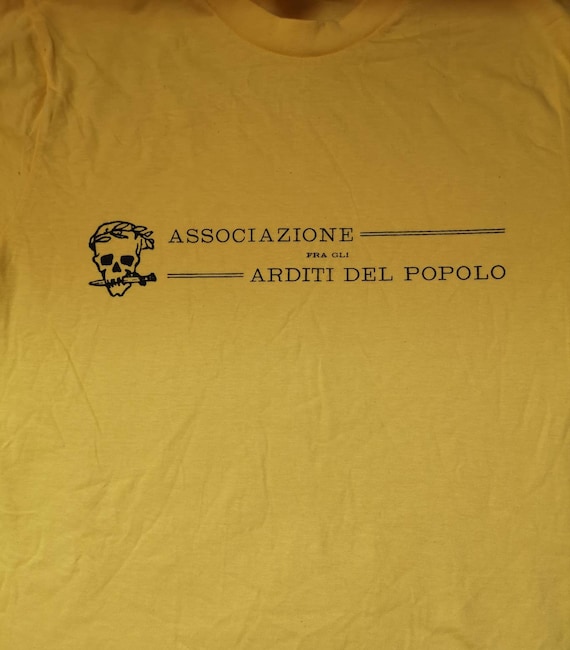 ASSOCIAZIONE
FRA GLI
ARDITI DEL POPOLO